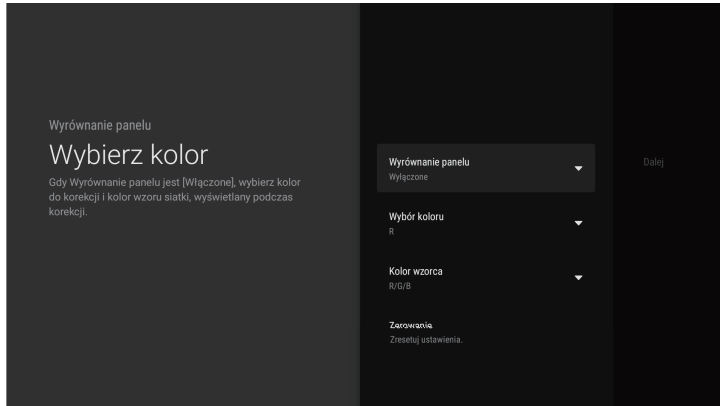 Wyrównanie panelu
Wybierz kolor
Gdy Wyrównanie panelu jest [Włączone], wybierz kolor
do korekcji i kolor wzoru siatki, wyświetlany podczas
korekcji.
Wyrównanie panelu
Wyłączone
Wybór koloru
R
Kolor wzorca
R/G/B
Zerowanie
Zresetuj ustawienia.
Dalej